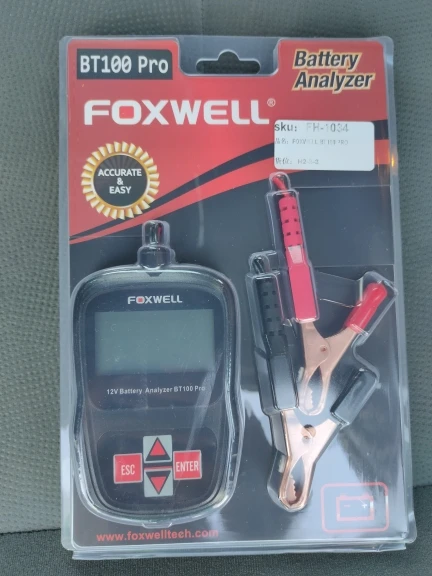 BT100 Pro
Battery
Analyzer
FOXWELL®
sku: FH-1034
ACCURATE
& EASY
FOXWELL
12V Battery Analyzer BT100 Pro
ESC
ENTER
www.foxwelltech.com